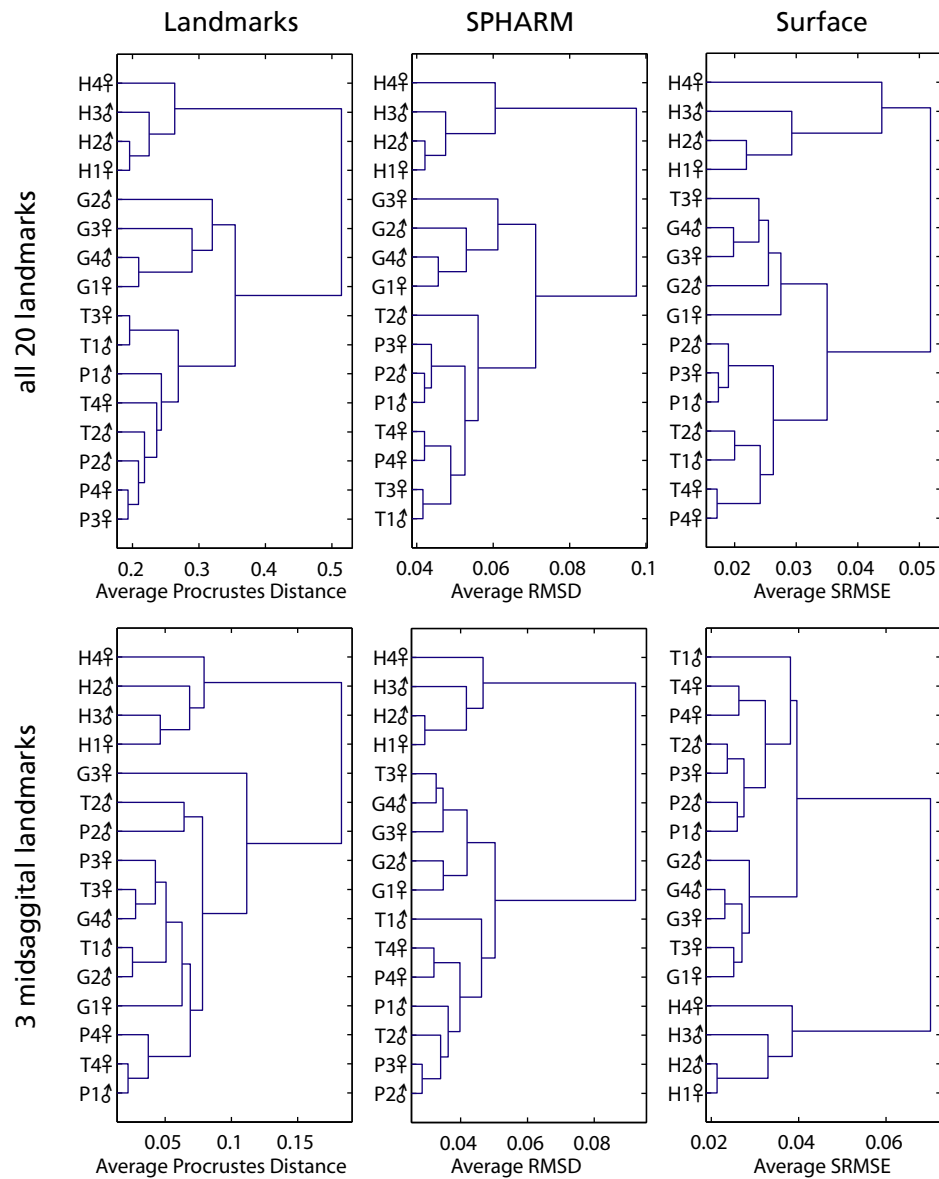 Landmarks SPHARM Surface
all 20 landmarks
H4♀
H3♂
H2♂
H1♀
G2♂
G3♀
G4♂
G1♀
T3♀
T1♂
P1♂
T4♀
T2♂
P2♂
P4♀
P3♀
0.2 0.3 0.4 0.5
Average Procrustes Distance
H4♀
H3♂
H2♂
H1♀
G3♀
G2♂
G4♂
G1♀
T2♂
P3♀
P2♂
P1♂
T4♀
P4♀
T3♀
T1♂
0.04 0.06 0.08 0.1
Average RMSD
H4♀
H3♂
H2♂
H1♀
T3♀
G4♂
G3♀
G2♂
G1♀
P2♂
P3♀
P1♂
T2♂
T1♂
T4♀
P4♀
0.02 0.03 0.04 0.05
Average SRMSE
3 midsaggital landmarks
H4♀
H2♂
H3♂
H1♀
G3♀
T2♂
P2♂
P3♀
T3♀
G4♂
T1♂
G2♂
G1♀
P4♀
T4♀
P1♂
0.05 0.1 0.15
Average Procrustes Distance
H4♀
H3♂
H2♂
H1♀
T3♀
G4♂
G3♀
G2♂
G1♀
T1♂
T4♀
P4♀
P1♂
T2♂
P3♀
P2♂
0.04 0.06 0.08
Average RMSD
T1♂
T4♀
P4♀
T2♂
P3♀
P2♂
P1♂
G2♂
G4♂
G3♀
T3♀
G1♀
H4♀
H3♂
H2♂
H1♀
0.02 0.04 0.06
Average SRMSE